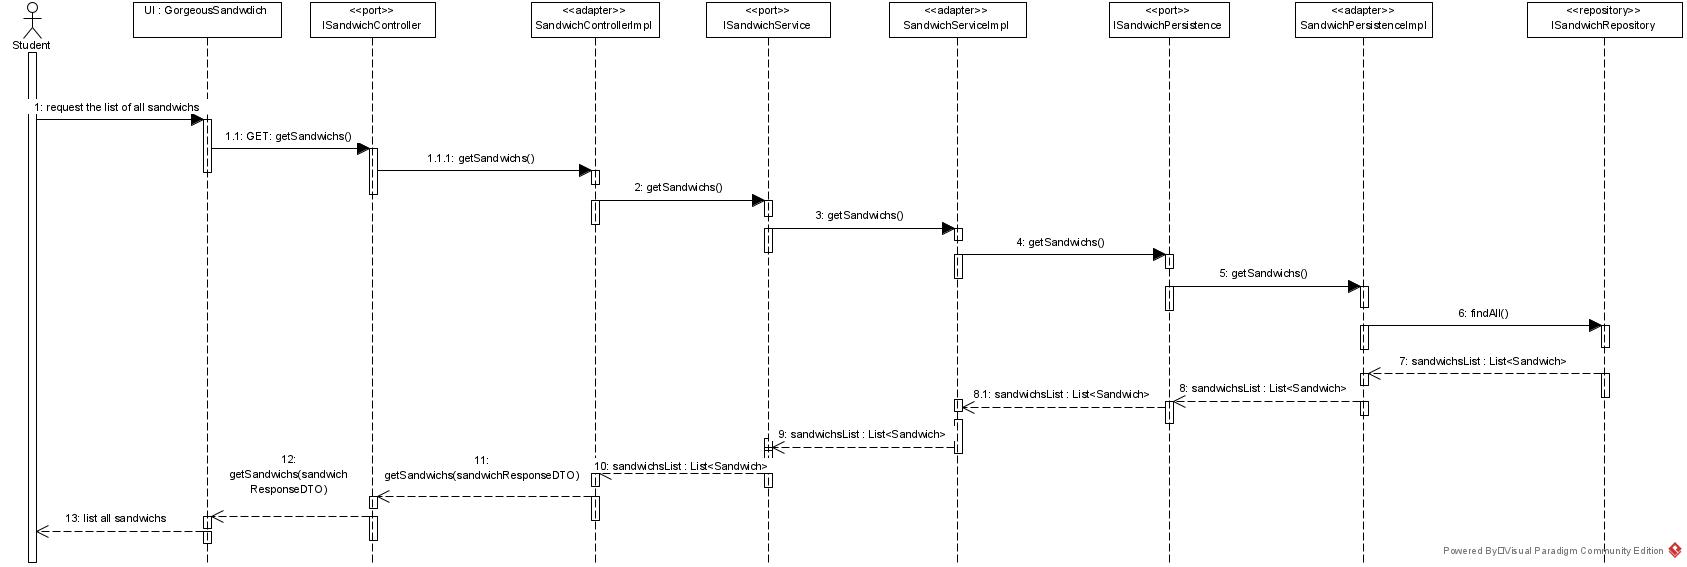 Student
UI : GorgeousSandwdich
<<port>>
ISandwichController
<<adapter>>
SandwichControllerImpl
<<port>>
ISandwichService
<<adapter>>
SandwichServiceImpl
<<port>>
ISandwichPersistence
<<adapter>>
SandwichPersistenceImpl
<<repository>>
ISandwichRepository
1: request the list of all sandwichs
1.1: GET: getSandwichs()
1.1.1: getSandwichs()
2: getSandwichs()
3: getSandwichs()
4: getSandwichs()
5: getSandwichs()
6: findAll()
7: sandwichsList : List<Sandwich>
8: sandwichsList : List<Sandwich>
8.1: sandwichsList : List<Sandwich>
9: sandwichsList : List<Sandwich>
10: sandwichsList : List<Sandwich>
11:
getSandwichs(sandwichResponseDTO)
12:
getSandwichs(sandwich
ResponseDTO)
13: list all sandwichs
Powered By Visual Paradigm Community Edition